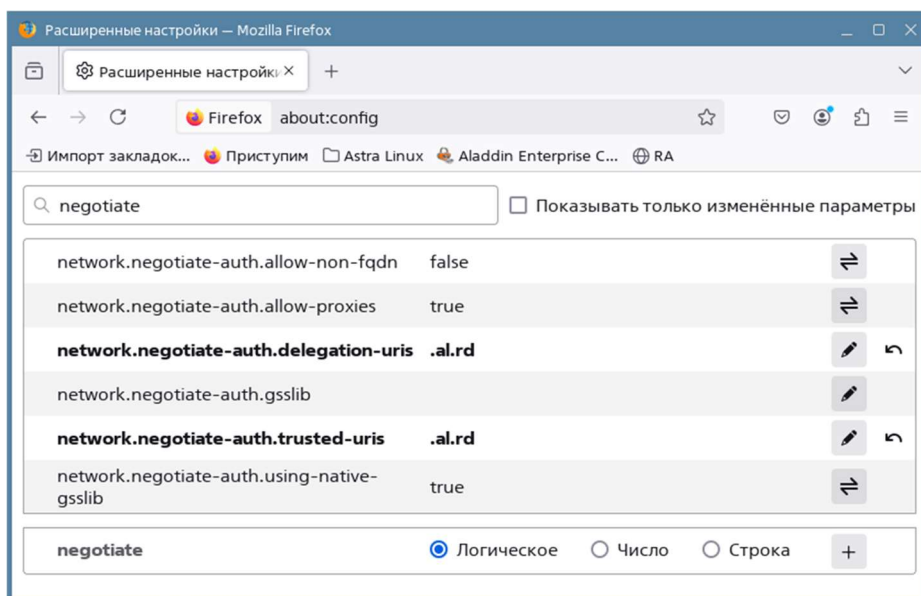 Расширенные настройки — Mozilla Firefox
Расширенные настройки
Firefox about:config
Импорт закладок... Приступим Astra Linux Aladdin Enterprise C... RA
negotiate Показывать только изменённые параметры
network.negotiate-auth.allow-non-fqdn false
network.negotiate-auth.allow-proxies true
network.negotiate-auth.delegation-uris .al.rd
network.negotiate-auth.gsslib
network.negotiate-auth.trusted-uris .al.rd
network.negotiate-auth.using-native-
gsslib true
negotiate Логическое Число Строка